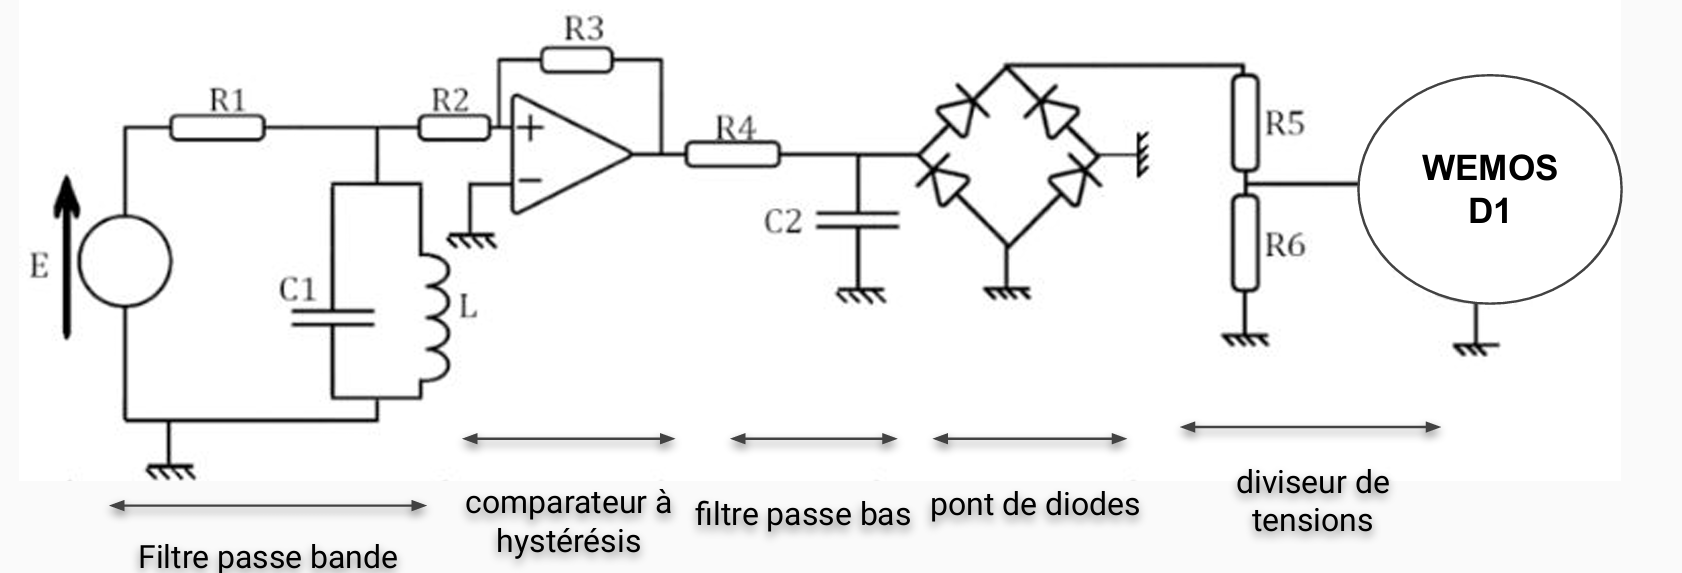 R3
R1
R2
R4
R5
WEMOS
D1
C2
R6
E
C1
L
+
−
comparateur à
hystérésis
filtre passe bas
pont de diodes
diviseur de
tensions
Filtre passe bande